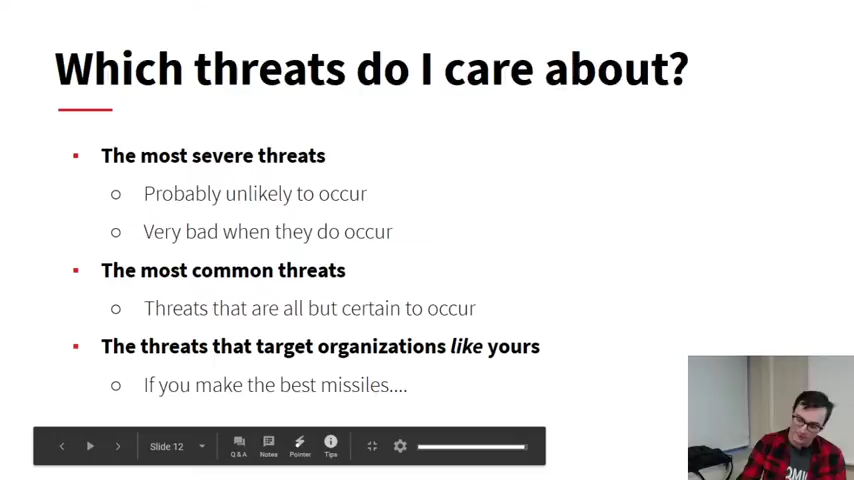 Which threats do I care about?
The most severe threats
Probably unlikely to occur
Very bad when they do occur
The most common threats
Threats that are all but certain to occur
The threats that target organizations like yours
If you make the best missiles....
Slide 12
Q & A
Notes
Pointer
Tips